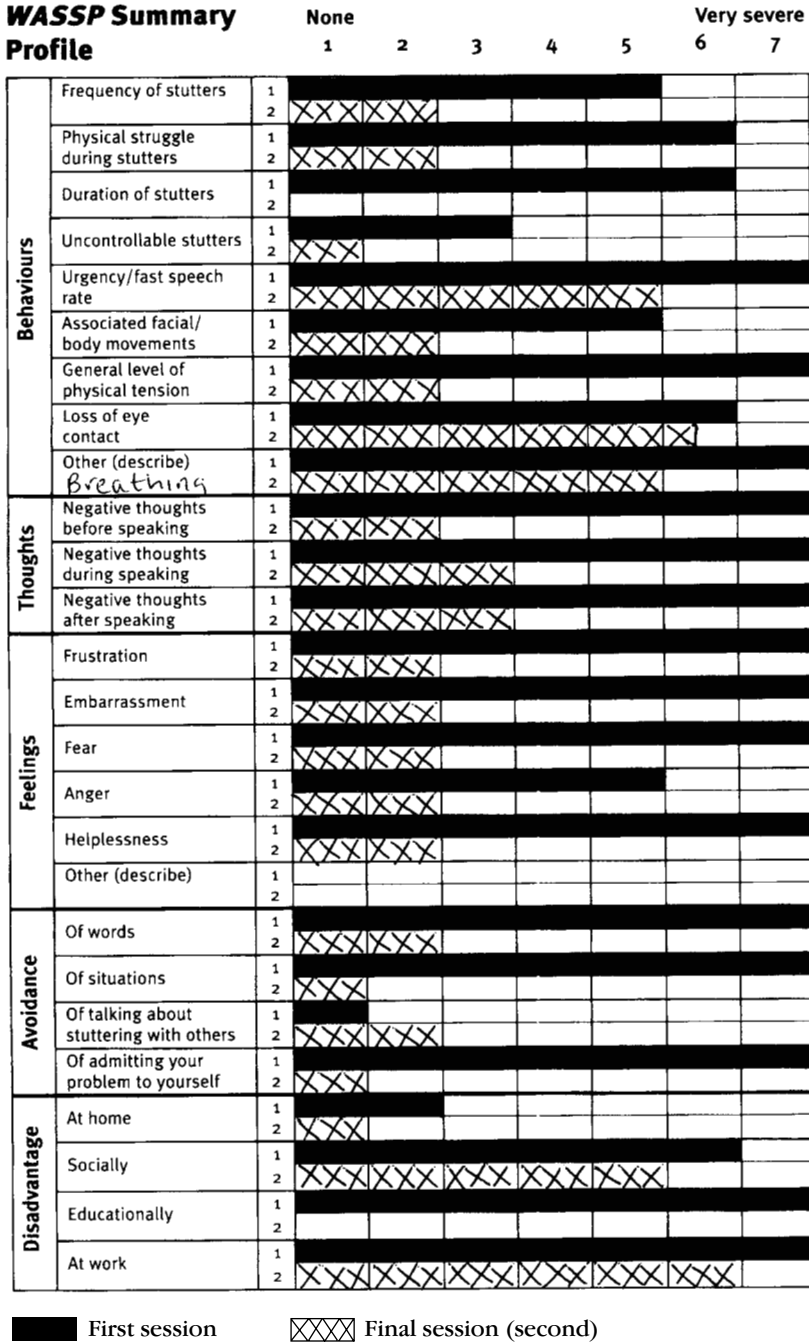 WASSP Summary None Very severe
Profile 1 2 3 4 5 6 7
Behaviours
Frequency of stutters 1
2
Physical struggle 1
during stutters 2
Duration of stutters 1
2
Uncontrollable stutters 1
2
Urgency/fast speech 1
rate 2
Associated facial/ 1
body movements 2
General level of 1
physical tension 2
Loss of eye 1
contact 2
Other (describe) 1
Breathing 2
Thoughts
Negative thoughts 1
before speaking 2
Negative thoughts 1
during speaking 2
Negative thoughts 1
after speaking 2
Feelings
Frustration 1
2
Embarrassment 1
2
Fear 1
2
Anger 1
2
Helplessness 1
2
Other (describe) 1
2
Avoidance
Of words 1
2
Of situations 1
2
Of talking about 1
stuttering with others 2
Of admitting your 1
problem to yourself 2
Disadvantage
At home 1
2
Socially 1
2
Educationally 1
2
At work 1
2
First session Final session (second)